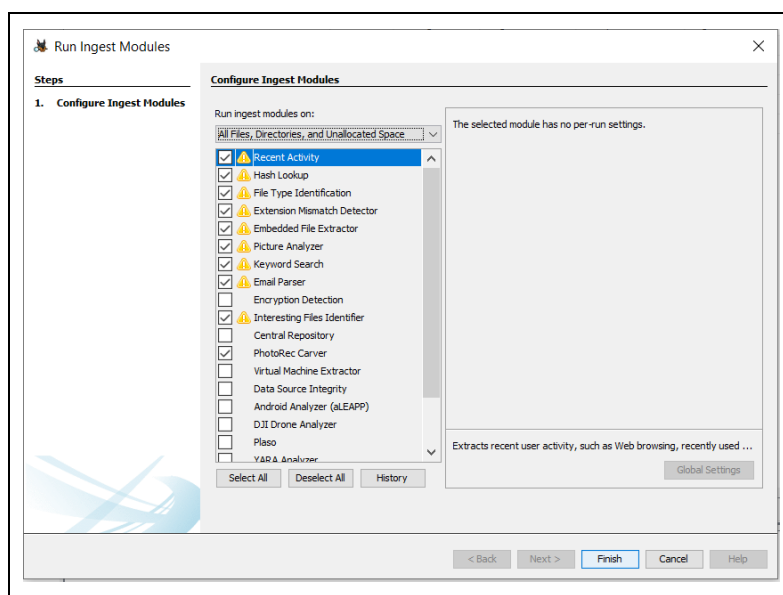 Run Ingest Modules
Steps
1. Configure Ingest Modules
Configure Ingest Modules
Run ingest modules on:
All Files, Directories, and Unallocated Space
Recent Activity
Hash Lookup
File Type Identification
Extension Mismatch Detector
Embedded File Extractor
Picture Analyzer
Keyword Search
Email Parser
Encryption Detection
Interesting Files Identifier
Central Repository
PhotoRec Carver
Virtual Machine Extractor
Data Source Integrity
Android Analyzer (aLEAPP)
DJI Drone Analyzer
Plaso
YARA Analyzer
Select All Deselect All History
The selected module has no per-run settings.
Extracts recent user activity, such as Web browsing, recently used ...
Global Settings
< Back Next > Finish Cancel Help